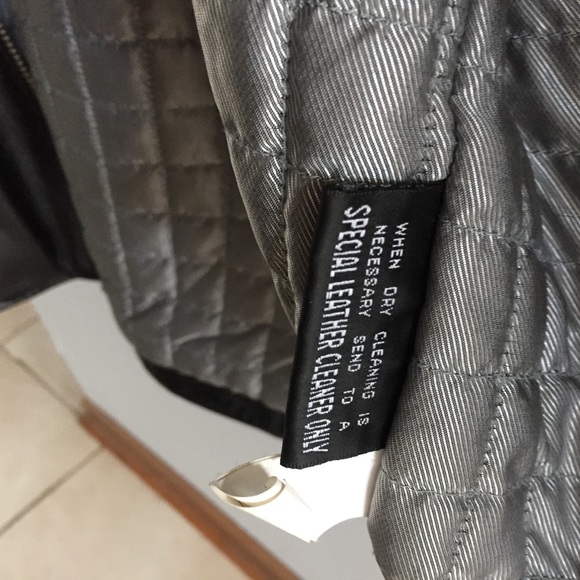 WHEN DRY CLEANING IS
NECESSARY SEND TO A
SPECIAL LEATHER CLEANER ONLY